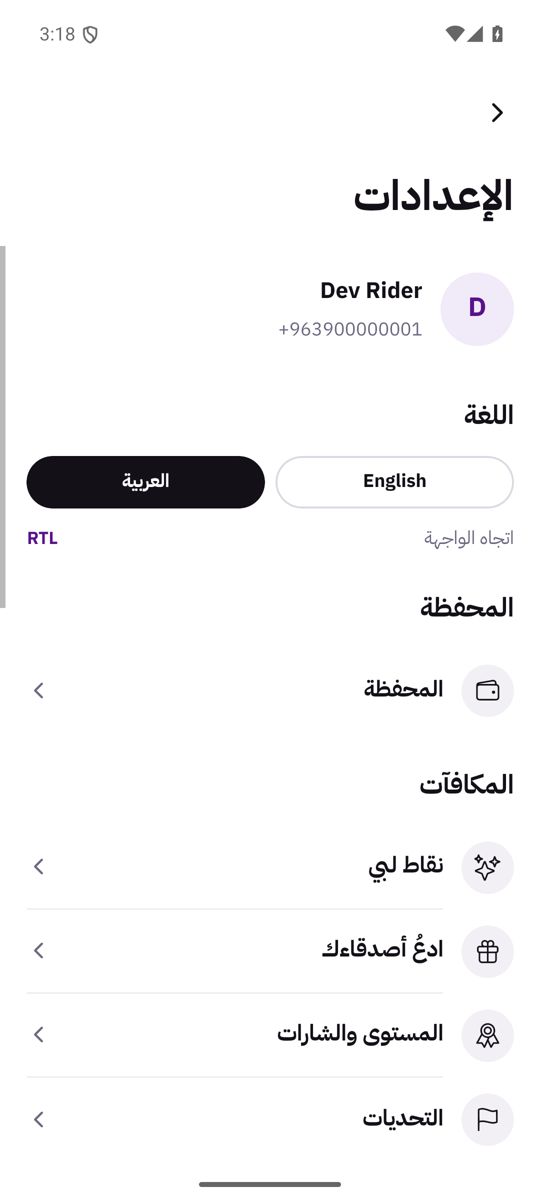 3:18
الإعدادات
D
Dev Rider
+963900000001
اللغة
English
العربية
اتجاه الواجهة
RTL
المحفظة
المحفظة
المكافآت
نقاط لبي
ادعُ أصدقاءك
المستوى والشارات
التحديات